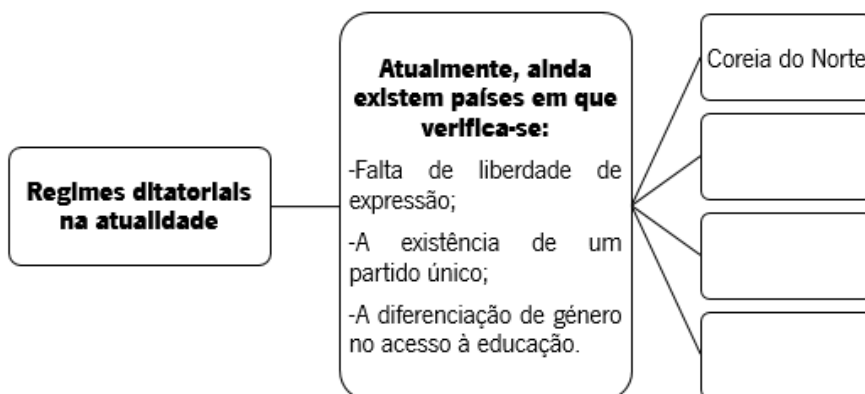 Regimes ditatoriais
na atualidade
Atualmente, ainda
existem países em que
verifica-se:
-Falta de liberdade de
expressão;
-A existência de um
partido único;
-A diferenciação de género
no acesso à educação.
Coreia do Norte